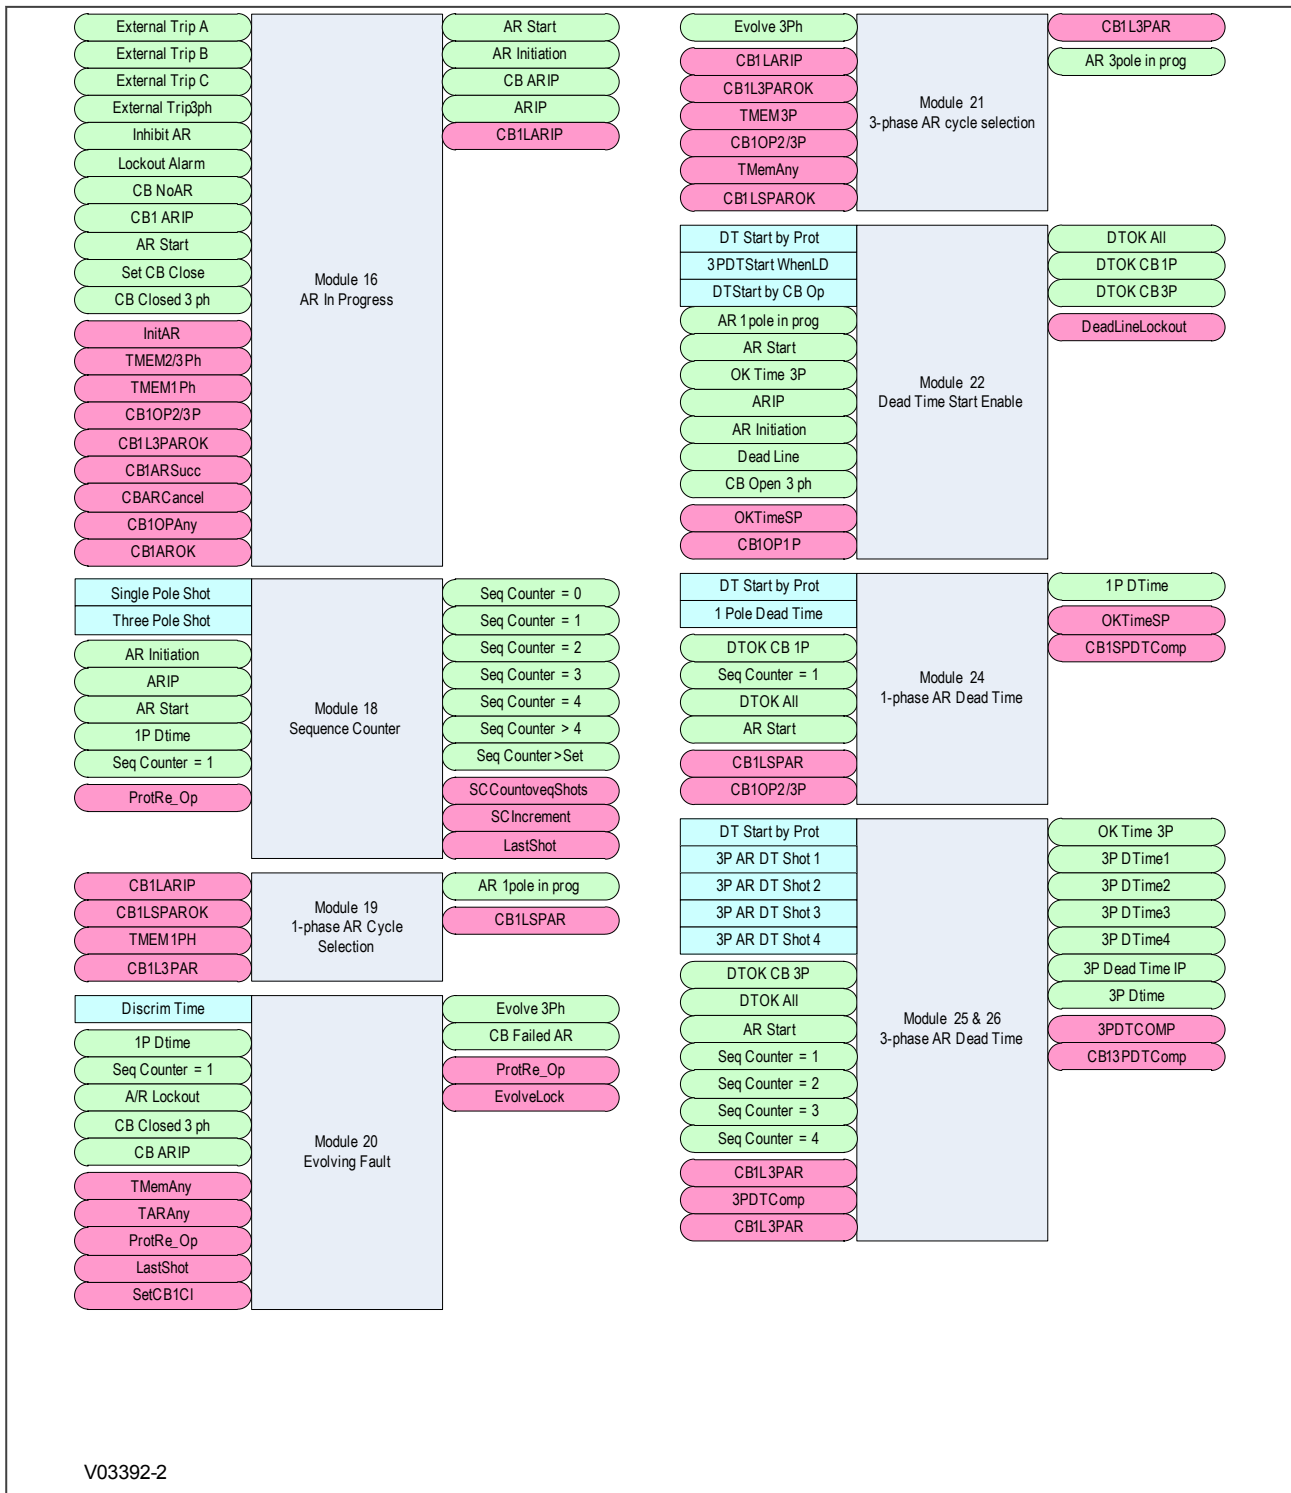 External Trip A
External Trip B
External Trip C
External Trip3ph
Inhibit AR
Lockout Alarm
CB NoAR
CB1 ARIP
AR Start
Set CB Close
CB Closed 3 ph
InitAR
TMEM2/3Ph
TMEM1Ph
CB1OP2/3P
CB1L3PAROK
CB1ARSucc
CBARCancel
CB1OPAny
CB1AROK
Module 16
AR In Progress
AR Start
AR Initiation
CB ARIP
ARIP
CB1LARIP
Single Pole Shot
Three Pole Shot
AR Initiation
ARIP
AR Start
1P Dtime
Seq Counter = 1
ProtRe_Op
Module 18
Sequence Counter
Seq Counter = 0
Seq Counter = 1
Seq Counter = 2
Seq Counter = 3
Seq Counter = 4
Seq Counter > 4
Seq Counter>Set
SCCountoveqShots
SCIncrement
LastShot
CB1LARIP
CB1LSPAROK
TMEM1PH
CB1L3PAR
Module 19
1-phase AR Cycle
Selection
AR 1pole in prog
CB1LSPAR
Discrim Time
1P Dtime
Seq Counter = 1
A/R Lockout
CB Closed 3 ph
CB ARIP
TMemAny
TARAny
ProtRe_Op
LastShot
SetCB1Cl
Module 20
Evolving Fault
Evolve 3Ph
CB Failed AR
ProtRe_Op
EvolveLock
Evolve 3Ph
CB1LARIP
CB1L3PAROK
TMEM3P
CB1OP2/3P
TMemAny
CB1LSPAROK
Module 21
3-phase AR cycle selection
CB1L3PAR
AR 3pole in prog
DT Start by Prot
3PDTStart WhenLD
DTStart by CB Op
AR 1pole in prog
AR Start
OK Time 3P
ARIP
AR Initiation
Dead Line
CB Open 3 ph
OKTimeSP
CB1OP1P
Module 22
Dead Time Start Enable
DTOK All
DTOK CB 1P
DTOK CB 3P
DeadLineLockout
DT Start by Prot
1 Pole Dead Time
DTOK CB 1P
Seq Counter = 1
DTOK All
AR Start
CB1LSPAR
CB1OP2/3P
Module 24
1-phase AR Dead Time
1P DTime
OKTimeSP
CB1SPDTComp
DT Start by Prot
3P AR DT Shot 1
3P AR DT Shot 2
3P AR DT Shot 3
3P AR DT Shot 4
DTOK CB 3P
DTOK All
AR Start
Seq Counter = 1
Seq Counter = 2
Seq Counter = 3
Seq Counter = 4
CB1L3PAR
3PDTComp
CB1L3PAR
Module 25 & 26
3-phase AR Dead Time
OK Time 3P
3P DTime1
3P DTime2
3P DTime3
3P DTime4
3P Dead Time IP
3P Dtime
3PDTCOMP
CB13PDTComp
V03392-2